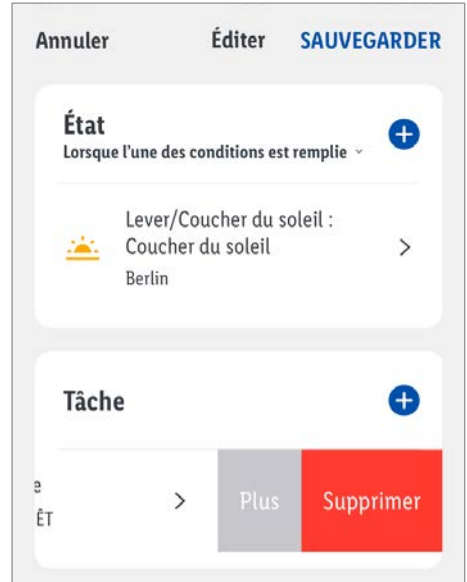 Annuler Éditer SAUVEGARDER
État
Lorsque l'une des conditions est remplie
Lever/Coucher du soleil :
Coucher du soleil
Berlin
Tâche
e
ÊT
Plus Supprimer